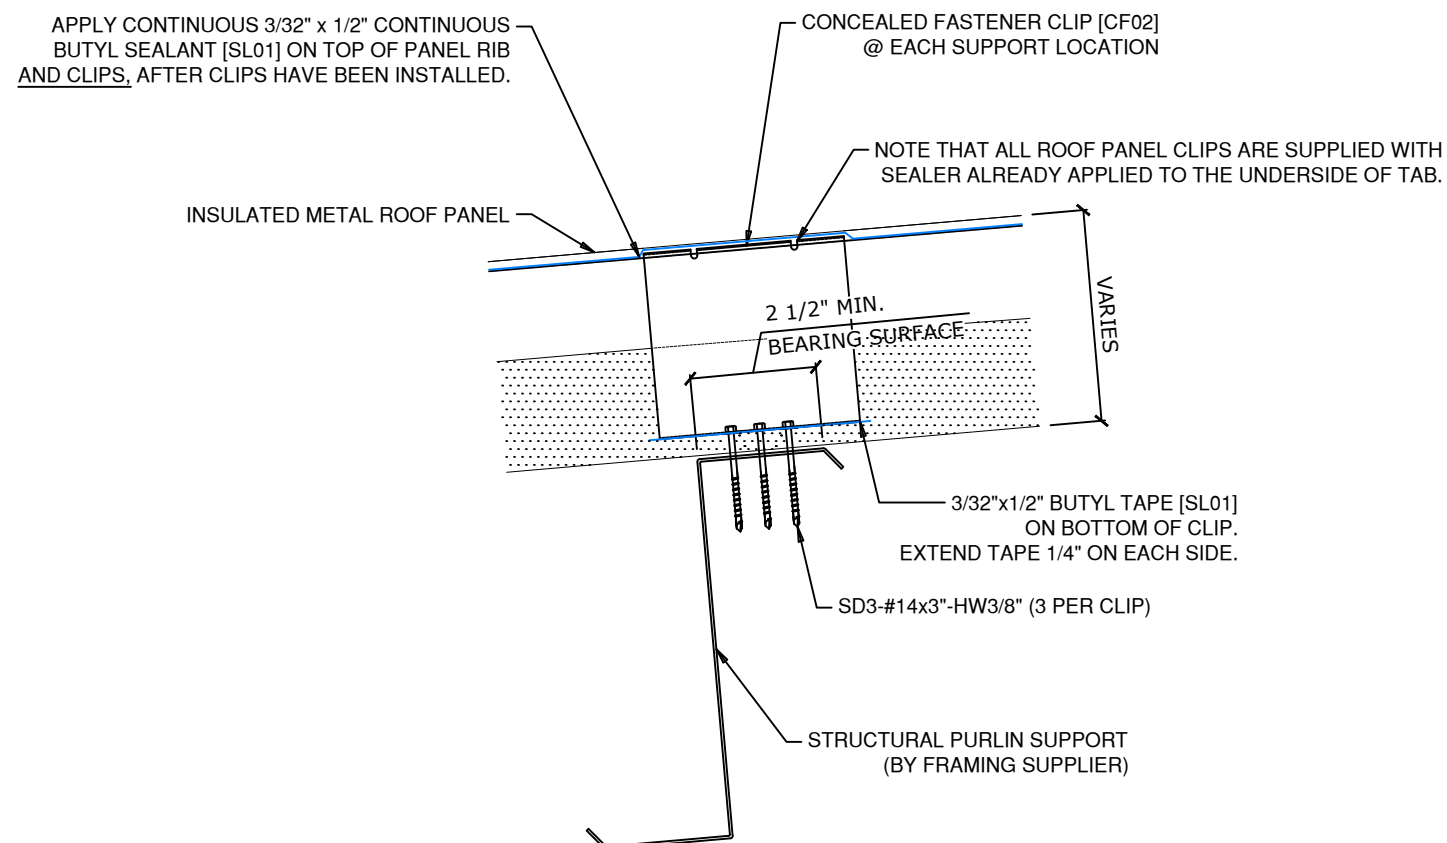 APPLY CONTINUOUS 3/32" x 1/2" CONTINUOUS
BUTYL SEALANT [SL01] ON TOP OF PANEL RIB
AND CLIPS, AFTER CLIPS HAVE BEEN INSTALLED.
CONCEALED FASTENER CLIP [CF02]
@ EACH SUPPORT LOCATION
NOTE THAT ALL ROOF PANEL CLIPS ARE SUPPLIED WITH
SEALER ALREADY APPLIED TO THE UNDERSIDE OF TAB.
INSULATED METAL ROOF PANEL
VARIES
2 1/2" MIN.
BEARING SURFACE
3/32"x1/2" BUTYL TAPE [SL01]
ON BOTTOM OF CLIP.
EXTEND TAPE 1/4" ON EACH SIDE.
SD3-#14x3"-HW3/8" (3 PER CLIP)
STRUCTURAL PURLIN SUPPORT
(BY FRAMING SUPPLIER)